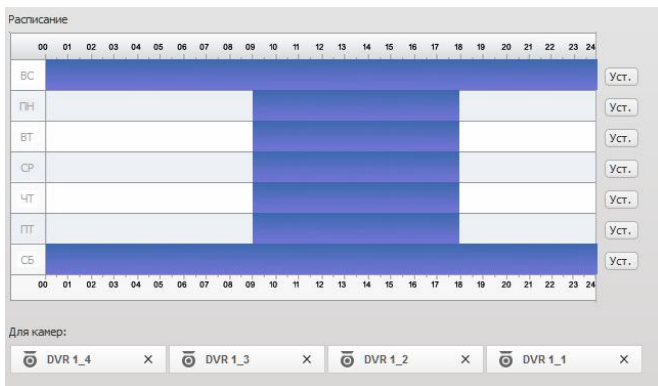 Расписание
00 01 02 03 04 05 06 07 08 09 10 11 12 13 14 15 16 17 18 19 20 21 22 23 24
ВС Уст.
ПН Уст.
ВТ Уст.
СР Уст.
ЧТ Уст.
ПТ Уст.
СБ Уст.
00 01 02 03 04 05 06 07 08 09 10 11 12 13 14 15 16 17 18 19 20 21 22 23 24
Для камер:
DVR 1_4 × DVR 1_3 × DVR 1_2 × DVR 1_1 ×